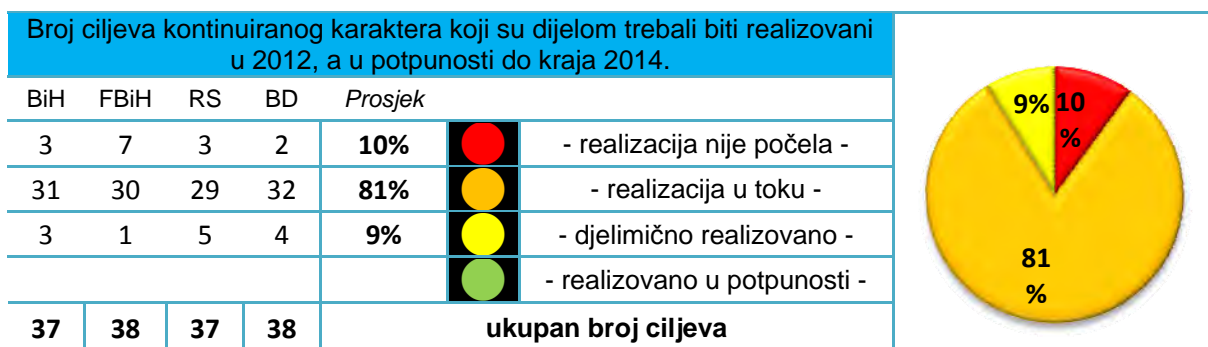 Broj ciljeva kontinuiranog karaktera koji su dijelom trebali biti realizovani
u 2012, a u potpunosti do kraja 2014.
BiH FBiH RS BD Prosjek
3 7 3 2 10% - realizacija nije počela -
31 30 29 32 81% - realizacija u toku -
3 1 5 4 9% - djelimično realizovano -
- realizovano u potpunosti -
37 38 37 38 ukupan broj ciljeva
9% 10
%
81
%